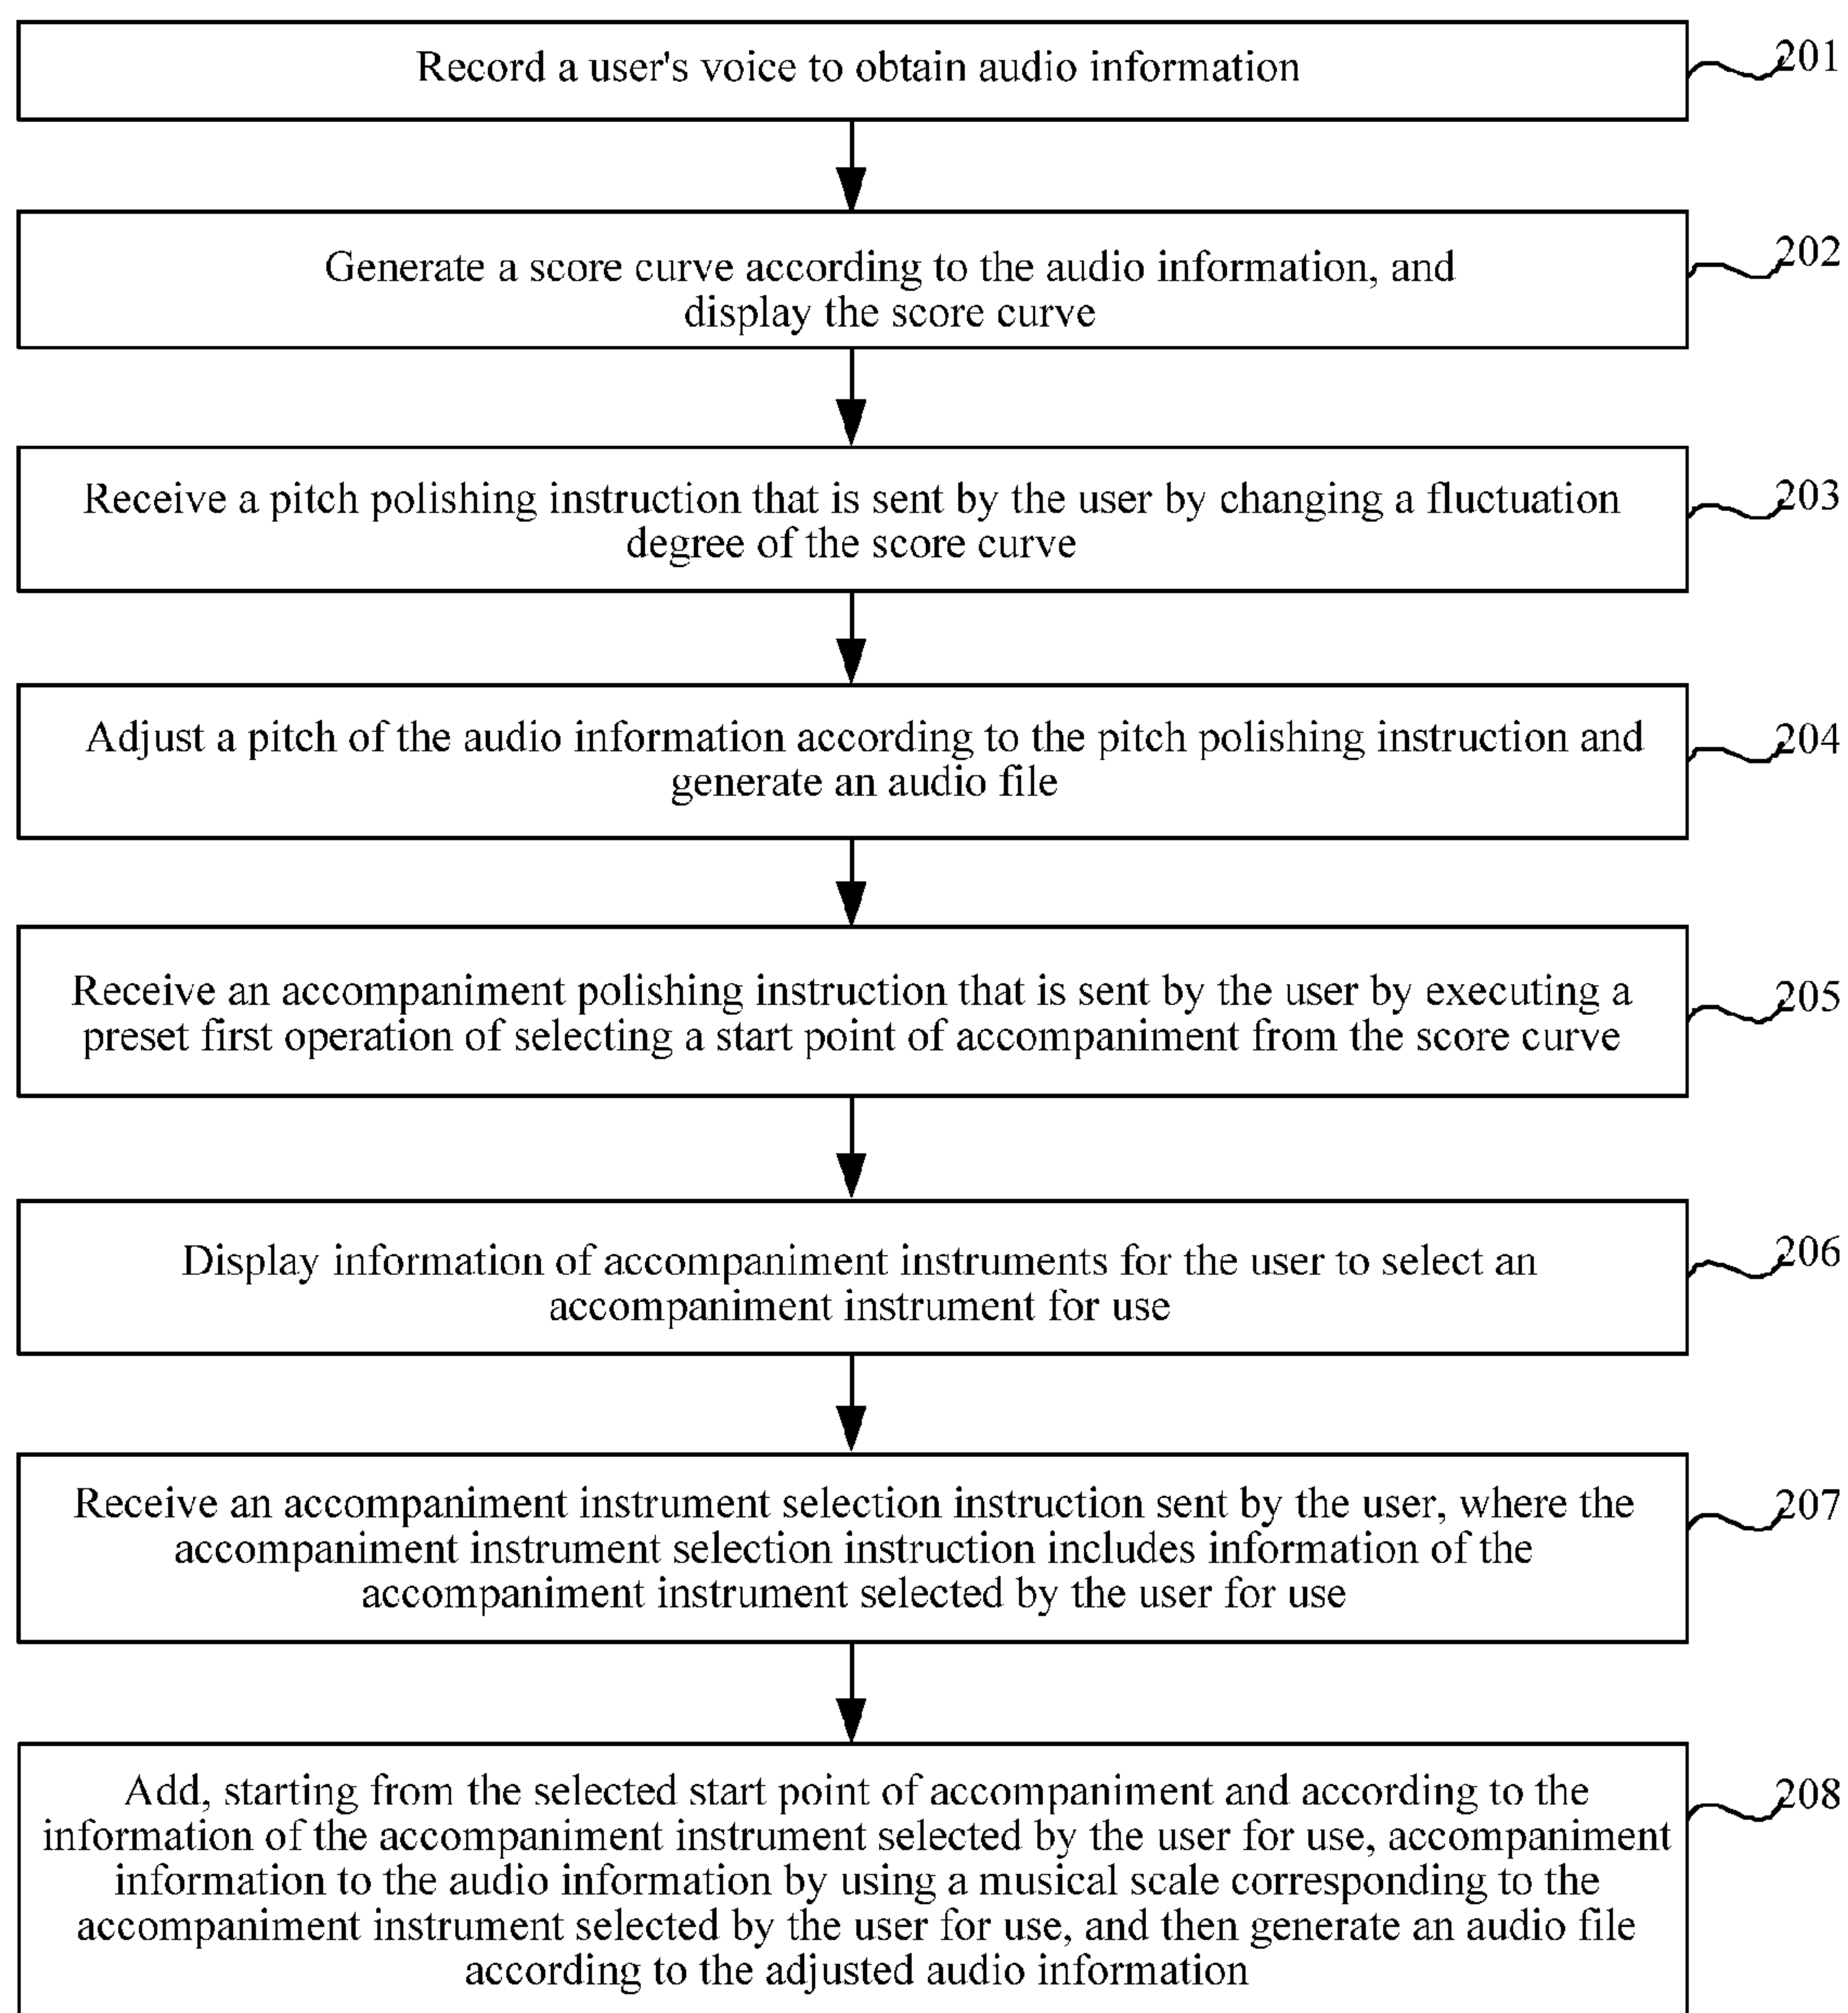 Record a user's voice to obtain audio information
201
Generate a score curve according to the audio information, and
display the score curve
202
Receive a pitch polishing instruction that is sent by the user by changing a fluctuation
degree of the score curve
203
Adjust a pitch of the audio information according to the pitch polishing instruction and
generate an audio file
204
Receive an accompaniment polishing instruction that is sent by the user by executing a
preset first operation of selecting a start point of accompaniment from the score curve
205
Display information of accompaniment instruments for the user to select an
accompaniment instrument for use
206
Receive an accompaniment instrument selection instruction sent by the user, where the
accompaniment instrument selection instruction includes information of the
accompaniment instrument selected by the user for use
207
Add, starting from the selected start point of accompaniment and according to the
information of the accompaniment instrument selected by the user for use, accompaniment
information to the audio information by using a musical scale corresponding to the
accompaniment instrument selected by the user for use, and then generate an audio file
according to the adjusted audio information
208